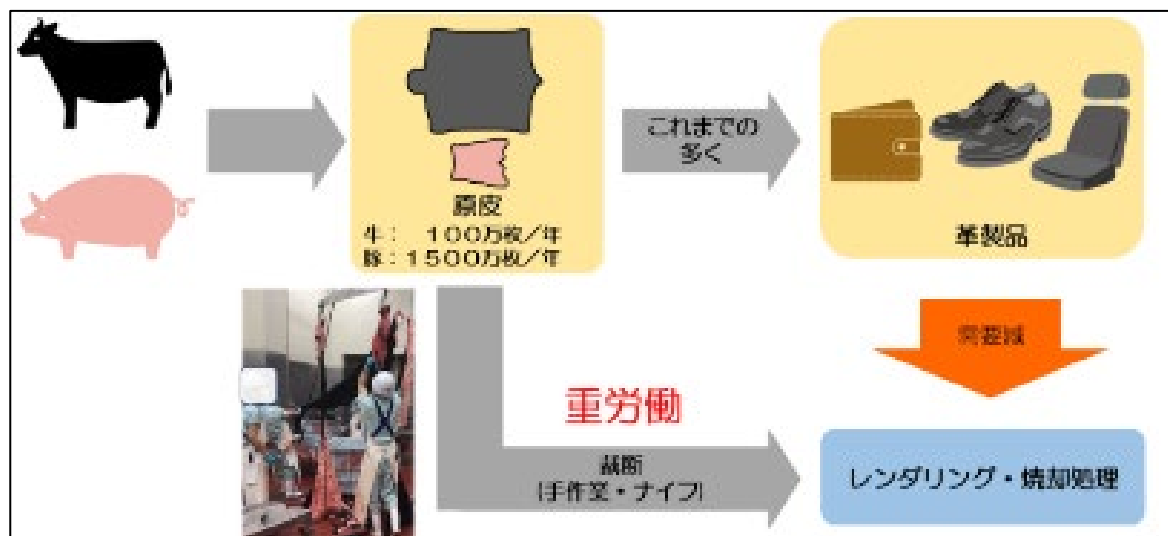 これまでの
多く
原皮
牛： 100万枚／年
豚：1500万枚／年
革製品
需要減
重労働
裁断
(手作業・ナイフ)
レンダリング・焼却処理